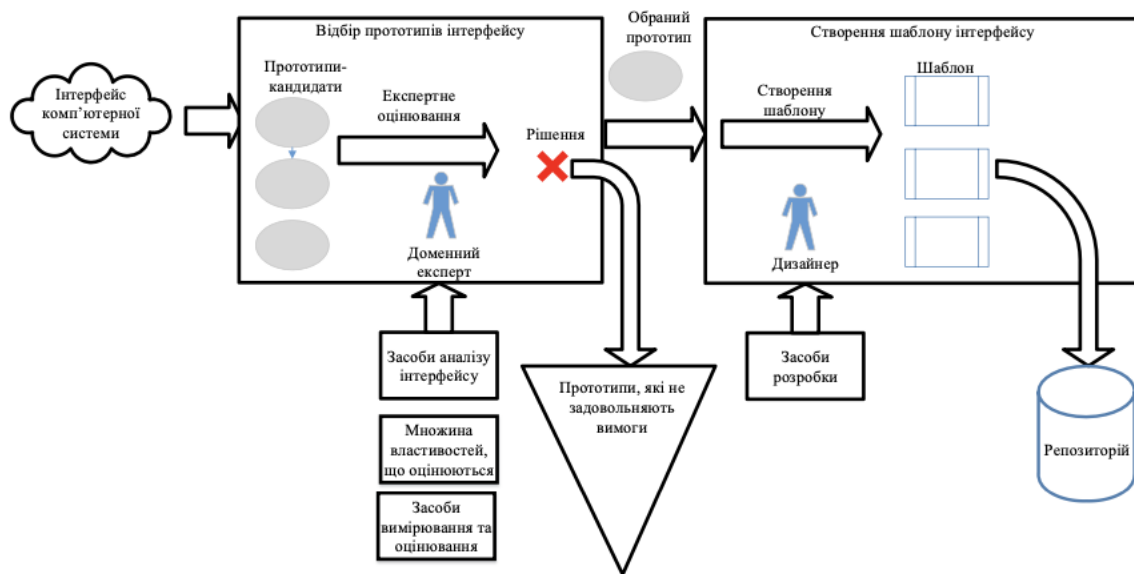 Відбір прототипів інтерфейсу
Обраний
прототип
Створення шаблону інтерфейсу
Інтерфейс
комп’ютерної
системи
Прототипи-
кандидати
Експертне
оцінювання
Рішення
Доменний
експерт
Створення
шаблону
Шаблон
Дизайнер
Засоби аналізу
інтерфейсу
Множина
властивостей,
що оцінюються
Засоби
вимірювання та
оцінювання
Прототипи, які не
задовольняють
вимоги
Засоби
розробки
Репозиторій